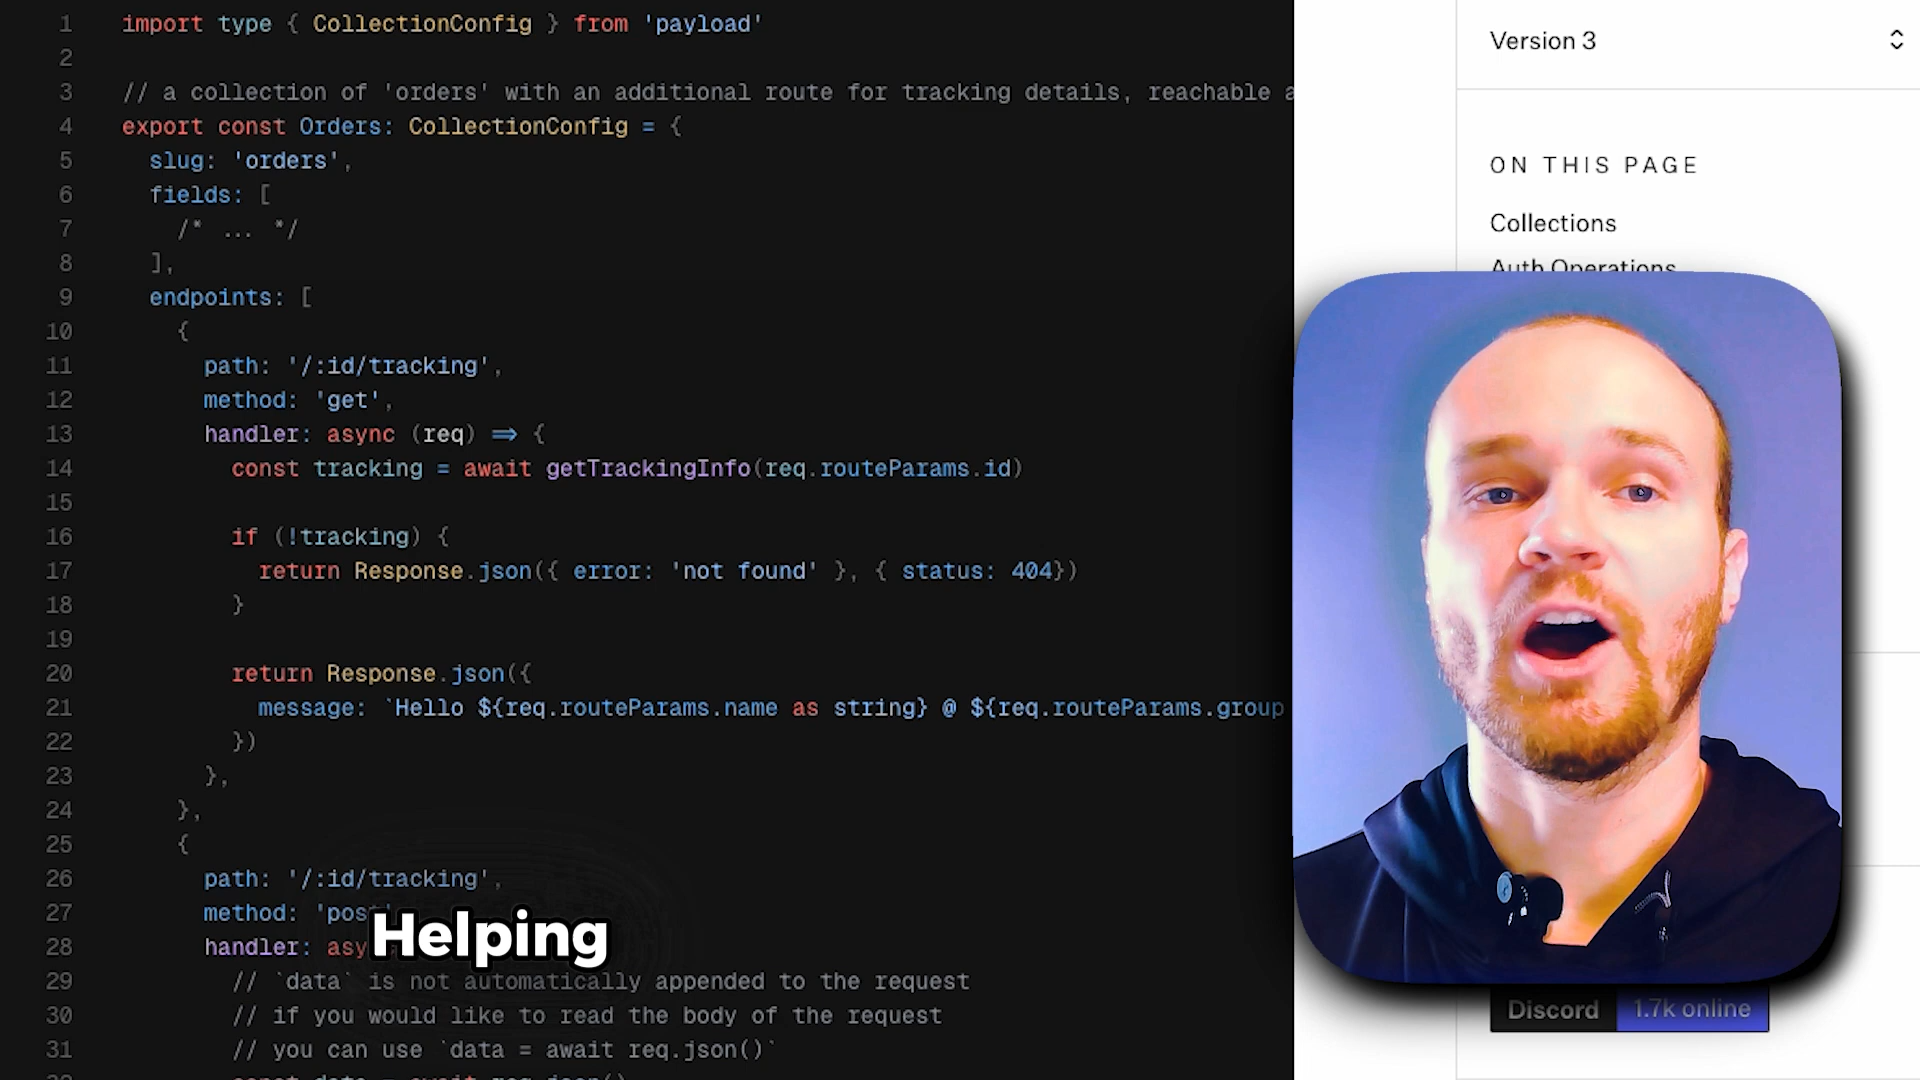 1 import type { CollectionConfig } from 'payload'
2
3 // a collection of 'orders' with an additional route for tracking details, reachable a
4 export const Orders: CollectionConfig = {
5 slug: 'orders',
6 fields: [
7 /* ... */
8 ],
9 endpoints: [
10 {
11 path: '/:id/tracking',
12 method: 'get',
13 handler: async (req) => {
14 const tracking = await getTrackingInfo(req.routeParams.id)
15
16 if (!tracking) {
17 return Response.json({ error: 'not found' }, { status: 404})
18 }
19
20 return Response.json({
21 message: `Hello ${req.routeParams.name as string} @ ${req.routeParams.group
22 })
23 },
24 },
25 {
26 path: '/:id/tracking',
27 method: 'post'
28 handler: asy
Helping
29 // `data` is not automatically appended to the request
30 // if you would like to read the body of the request
31 // you can use `data = await req.json()`
Version 3
ON THIS PAGE
Collections
Auth Operations
Discord 1.7k online